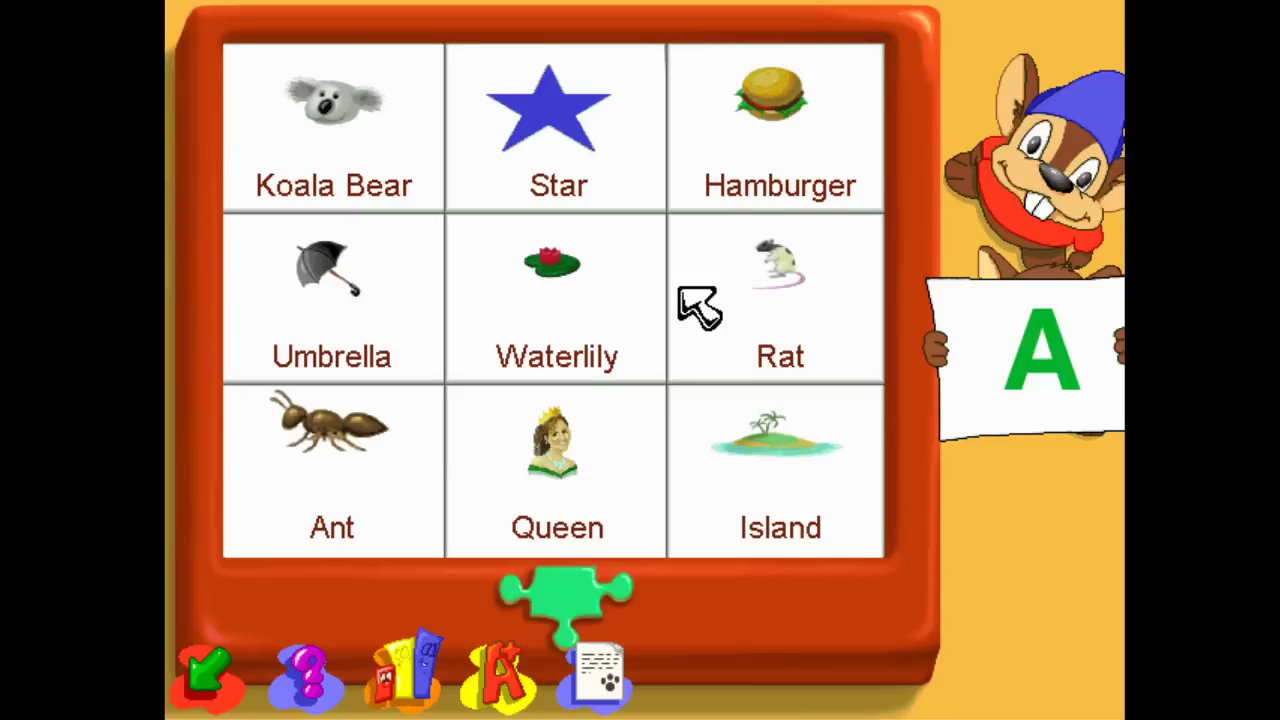 Koala Bear
Star
Hamburger
Umbrella
Waterlily
Rat
A
Ant
Queen
Island
?
A+